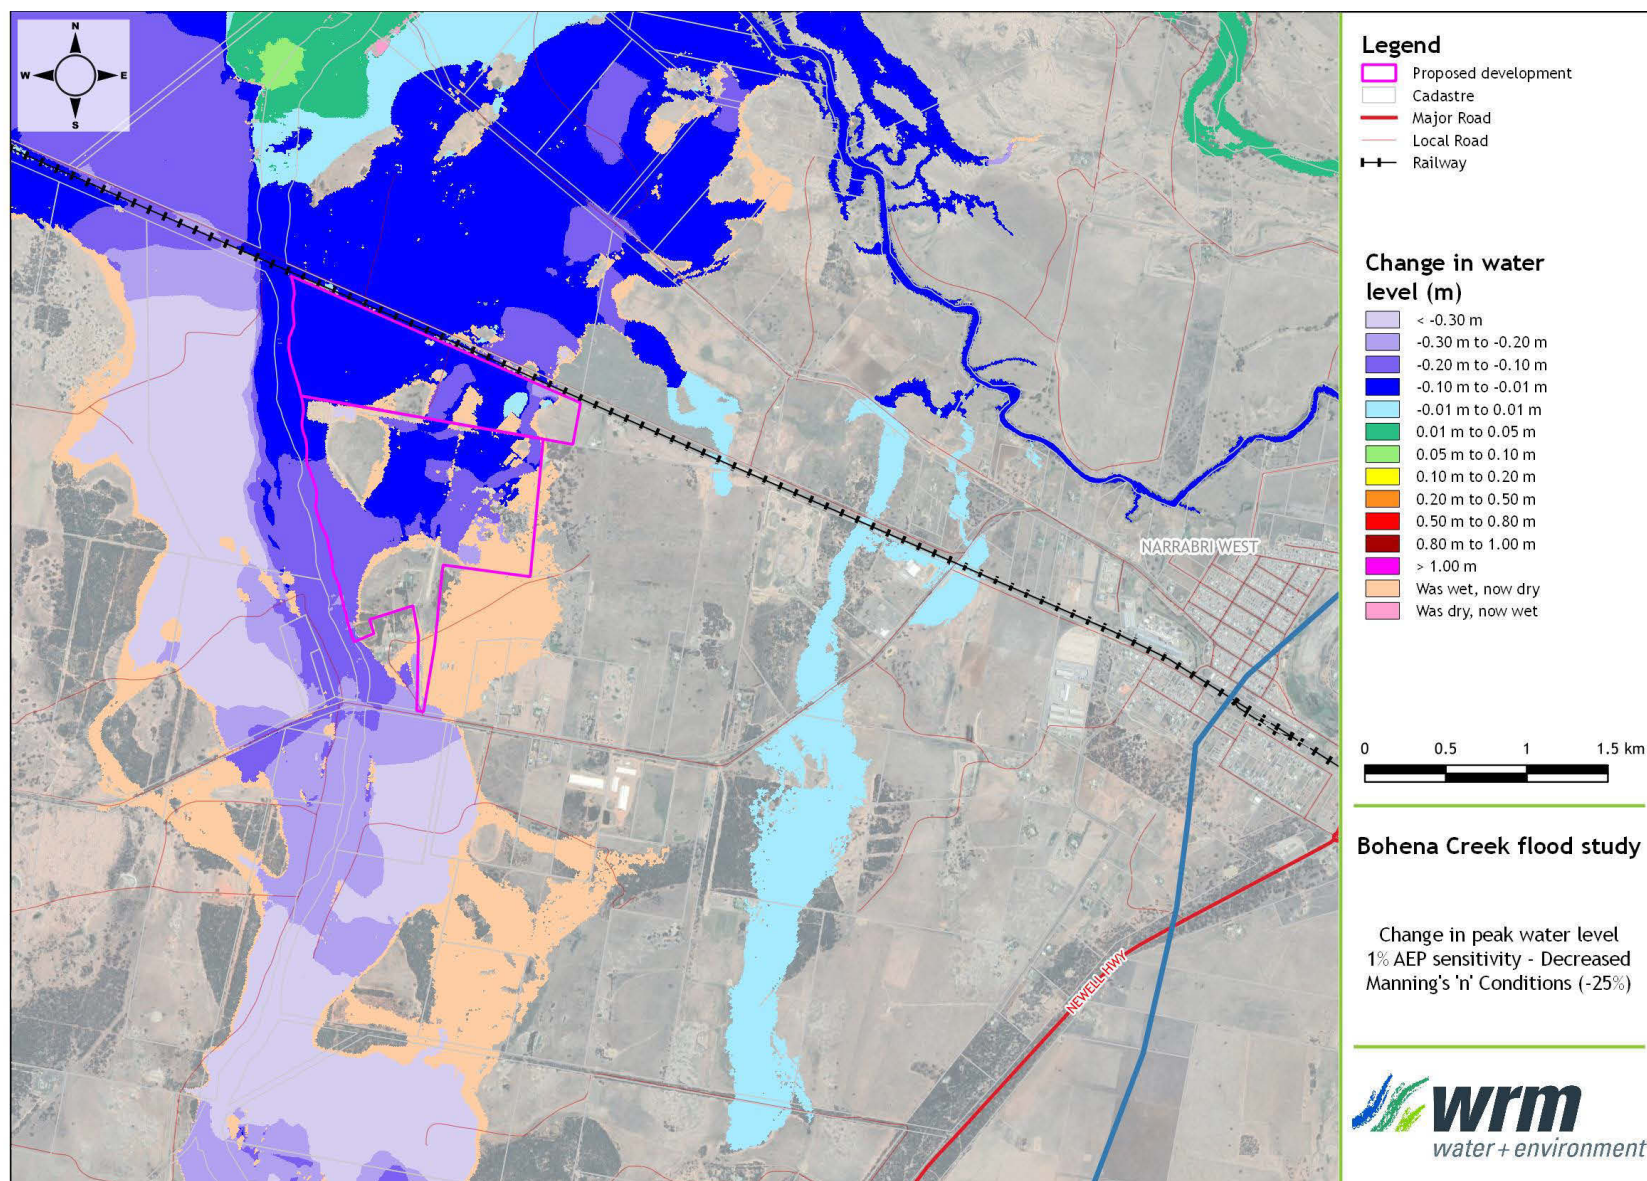 N
W
E
S
NARRABRI WEST
NEWELL HWY
Legend
Proposed development
Cadastre
Major Road
Local Road
Railway
Change in water
level (m)
< -0.30 m
-0.30 m to -0.20 m
-0.20 m to -0.10 m
-0.10 m to -0.01 m
-0.01 m to 0.01 m
0.01 m to 0.05 m
0.05 m to 0.10 m
0.10 m to 0.20 m
0.20 m to 0.50 m
0.50 m to 0.80 m
0.80 m to 1.00 m
> 1.00 m
Was wet, now dry
Was dry, now wet
0 0.5 1 1.5 km
Bohena Creek flood study
Change in peak water level
1% AEP sensitivity - Decreased
Manning's 'n' Conditions (-25%)
wrm
water + environment